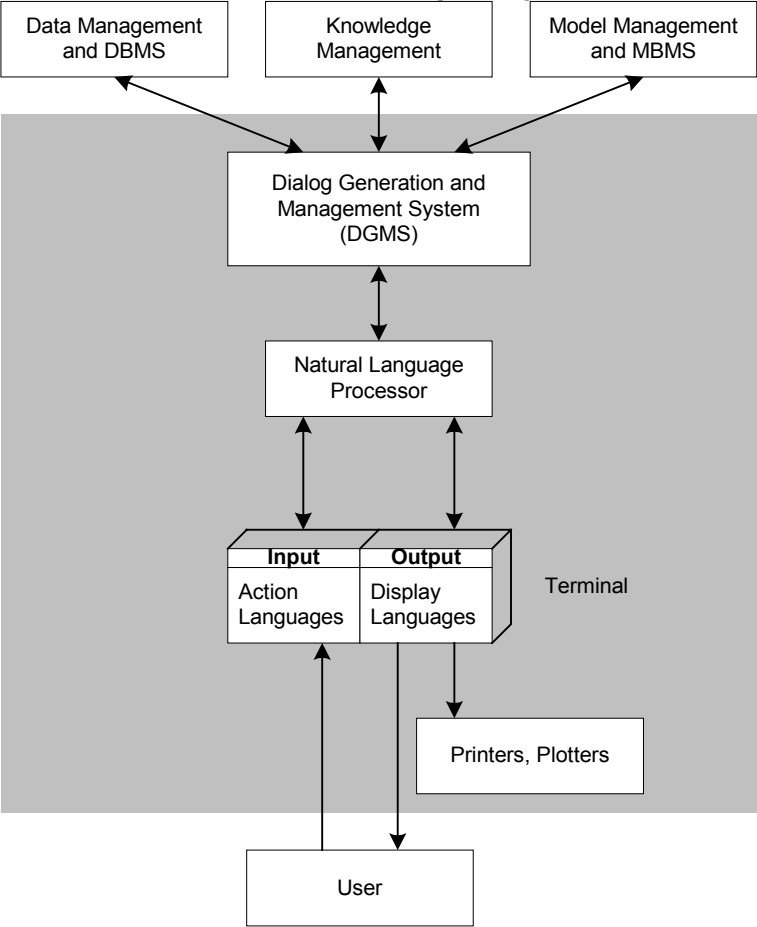 Data Management
and DBMS
Knowledge
Management
Model Management
and MBMS
Dialog Generation and
Management System
(DGMS)
Natural Language
Processor
Input
Output
Action
Languages
Display
Languages
Terminal
Printers, Plotters
User